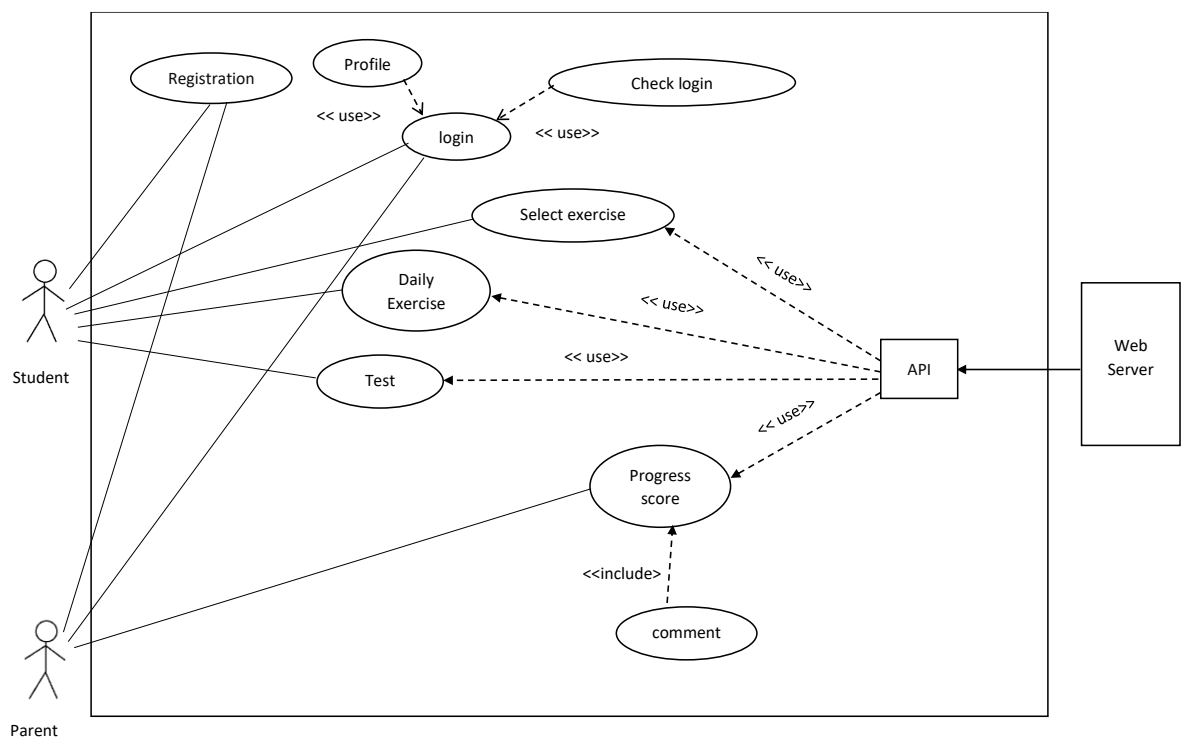 Registration
Profile
Check login
<< use>>
login
<< use>>
Select exercise
<< use>>
Daily
Exercise
<< use>>
Student
Test
<< use>>
API
Web
Server
<< use>>
Progress
score
<<include>
comment
Parent